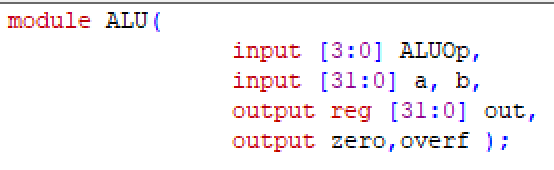 module ALU(
input [3:0] ALUOp,
input [31:0] a, b,
output reg [31:0] out,
output zero,overf );